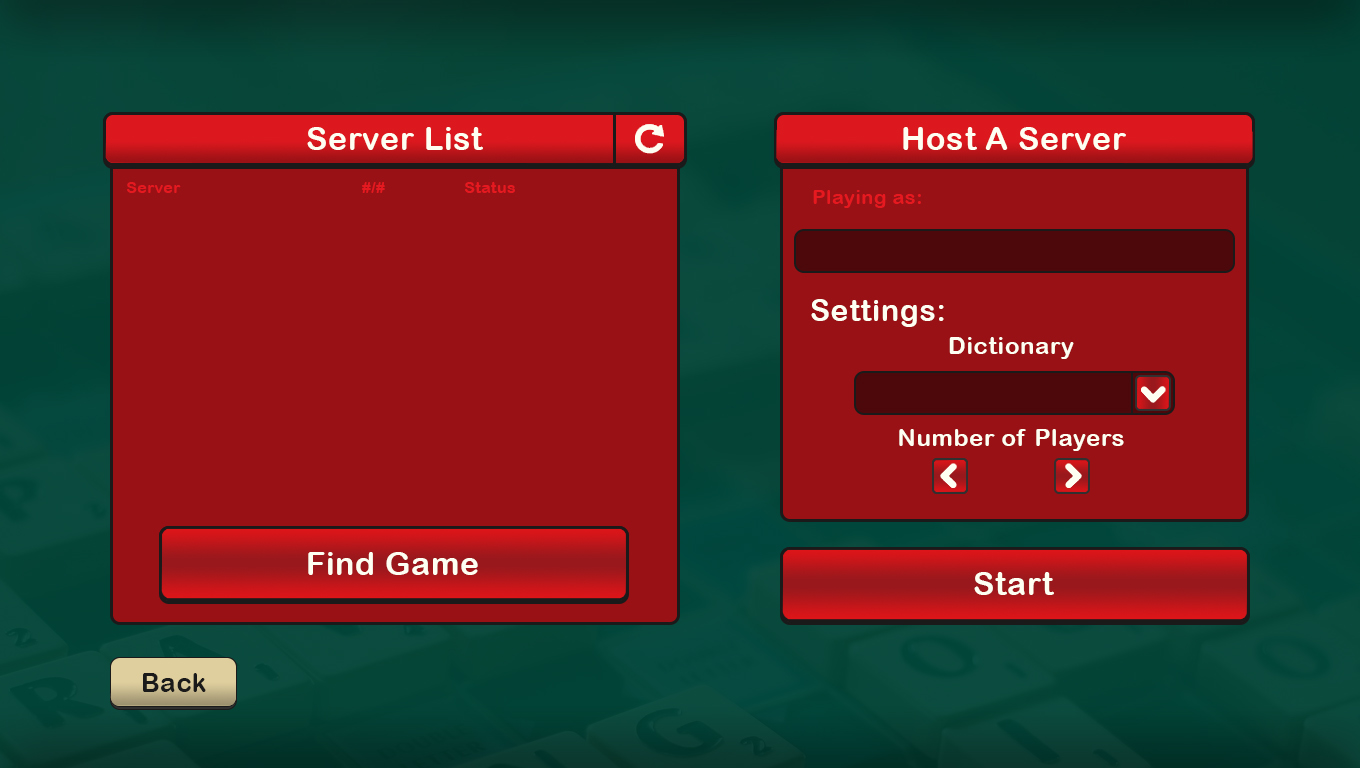 Server List
Server #/# Status
Find Game
Back
Host A Server
Playing as:
Settings:
Dictionary
Number of Players
Start
R
A
G
N
O
I
O
N